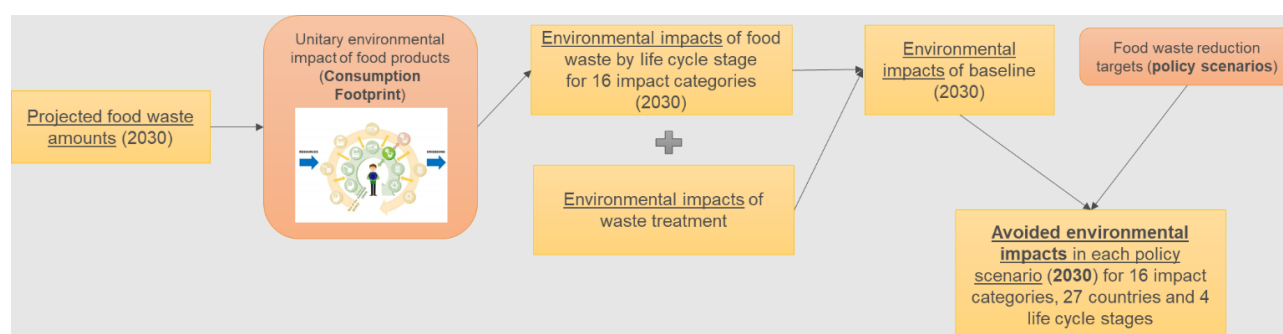 Projected food waste
amounts (2030)
Unitary environmental
impact of food products
(Consumption
Footprint)
RESOURCES
EMISSIONS
Environmental impacts of food
waste by life cycle stage
for 16 impact categories
(2030)
Environmental impacts of
waste treatment
Environmental
impacts of baseline
(2030)
Food waste reduction
targets (policy scenarios)
Avoided environmental
impacts in each policy
scenario (2030) for 16 impact
categories, 27 countries and 4
life cycle stages